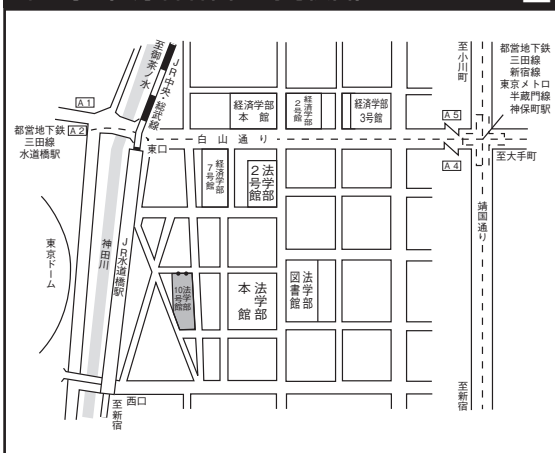 至御茶ノ水
JR中央・総武線
至小川町
都営地下鉄
三田線
新宿線
東京メトロ
半蔵門線
神保町駅
A1
経済学部
本館
経済学部
2号館
経済学部
3号館
A5
都営地下鉄
三田線
水道橋駅
A2
東口
白山通り
至大手町
A4
経済学部
7号館
法学部
2号館
靖国通り
東京ドーム
神田川
JR水道橋駅
法学部
10号館
法学部
本館
法学部
図書館
西口
至新宿
至新宿